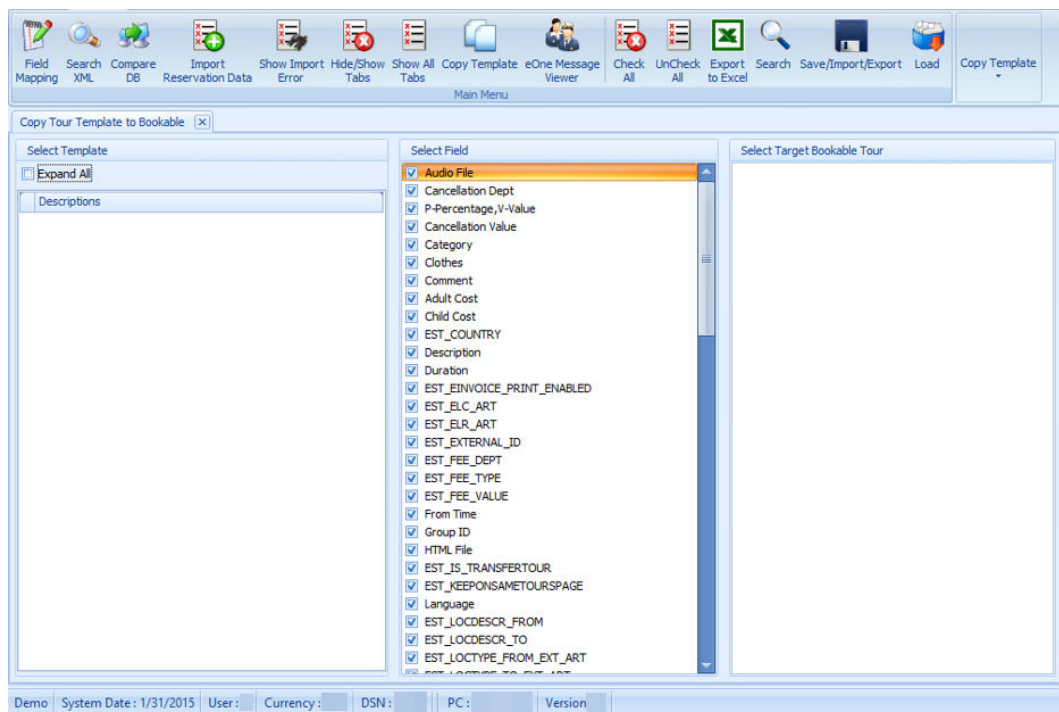 Field Mapping
Search XML
Compare DB
Import Reservation Data
Show Import Error
Hide/Show Tabs
Show All Tabs
Copy Template
eOne Message Viewer
Check All
UnCheck All
Export to Excel
Search
Save/Import/Export
Load
Copy Template
Main Menu
Copy Tour Template to Bookable
Select Template
Expand All
Descriptions
Select Field
Audio File
Cancellation Dept
P-Percentage,V-Value
Cancellation Value
Category
Clothes
Comment
Adult Cost
Child Cost
EST_COUNTRY
Description
Duration
EST_EINVOICE_PRINT_ENABLED
EST_ELC_ART
EST_ELR_ART
EST_EXTERNAL_ID
EST_FEE_DEPT
EST_FEE_TYPE
EST_FEE_VALUE
From Time
Group ID
HTML File
EST_IS_TRANSFERTOUR
EST_KEEPONSAMETOURSPAGE
Language
EST_LOCDESCR_FROM
EST_LOCDESCR_TO
EST_LOCTYPE_FROM_EXT_ART
EST_LOCTYPE_TO_EXT_ART
Select Target Bookable Tour
Demo System Date : 1/31/2015 User : Currency : DSN : PC : Version